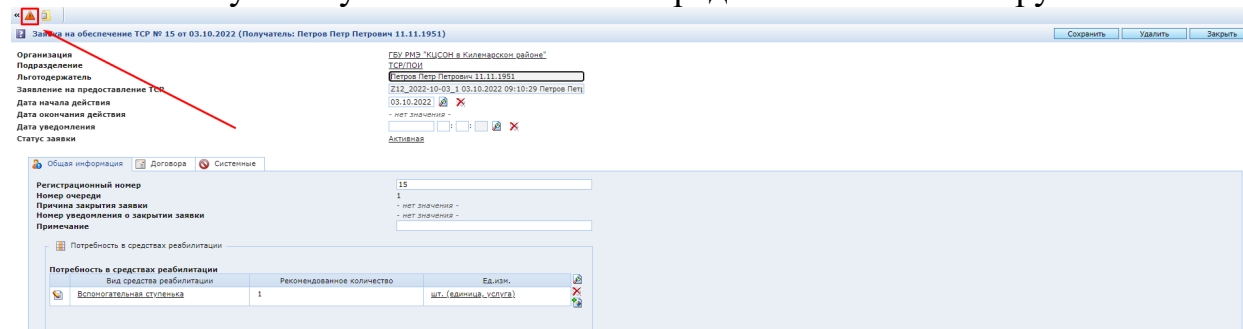 «
Заявка на обеспечение ТСР № 15 от 03.10.2022 (Получатель: Петров Петр Петрович 11.11.1951) Сохранить Удалить Закрыть
Организация ГБУ РМЭ "КЦСОН в Килемарском районе"
Подразделение ТСР/ПОИ
Льготодержатель Петров Петр Петрович 11.11.1951
Заявление на предоставление ТСР Z12_2022-10-03_1 03.10.2022 09:10:29 Петров Пет
Дата начала действия 03.10.2022
Дата окончания действия - нет значения -
Дата уведомления : :
Статус заявки Активная
Общая информация Договора Системные
Регистрационный номер 15
Номер очереди 1
Причина закрытия заявки - нет значения -
Номер уведомления о закрытии заявки - нет значения -
Примечание
Потребность в средствах реабилитации
Потребность в средствах реабилитации
Вид средства реабилитации Рекомендованное количество Ед.изм.
Вспомогательная ступенька 1 шт. (единица, услуга)